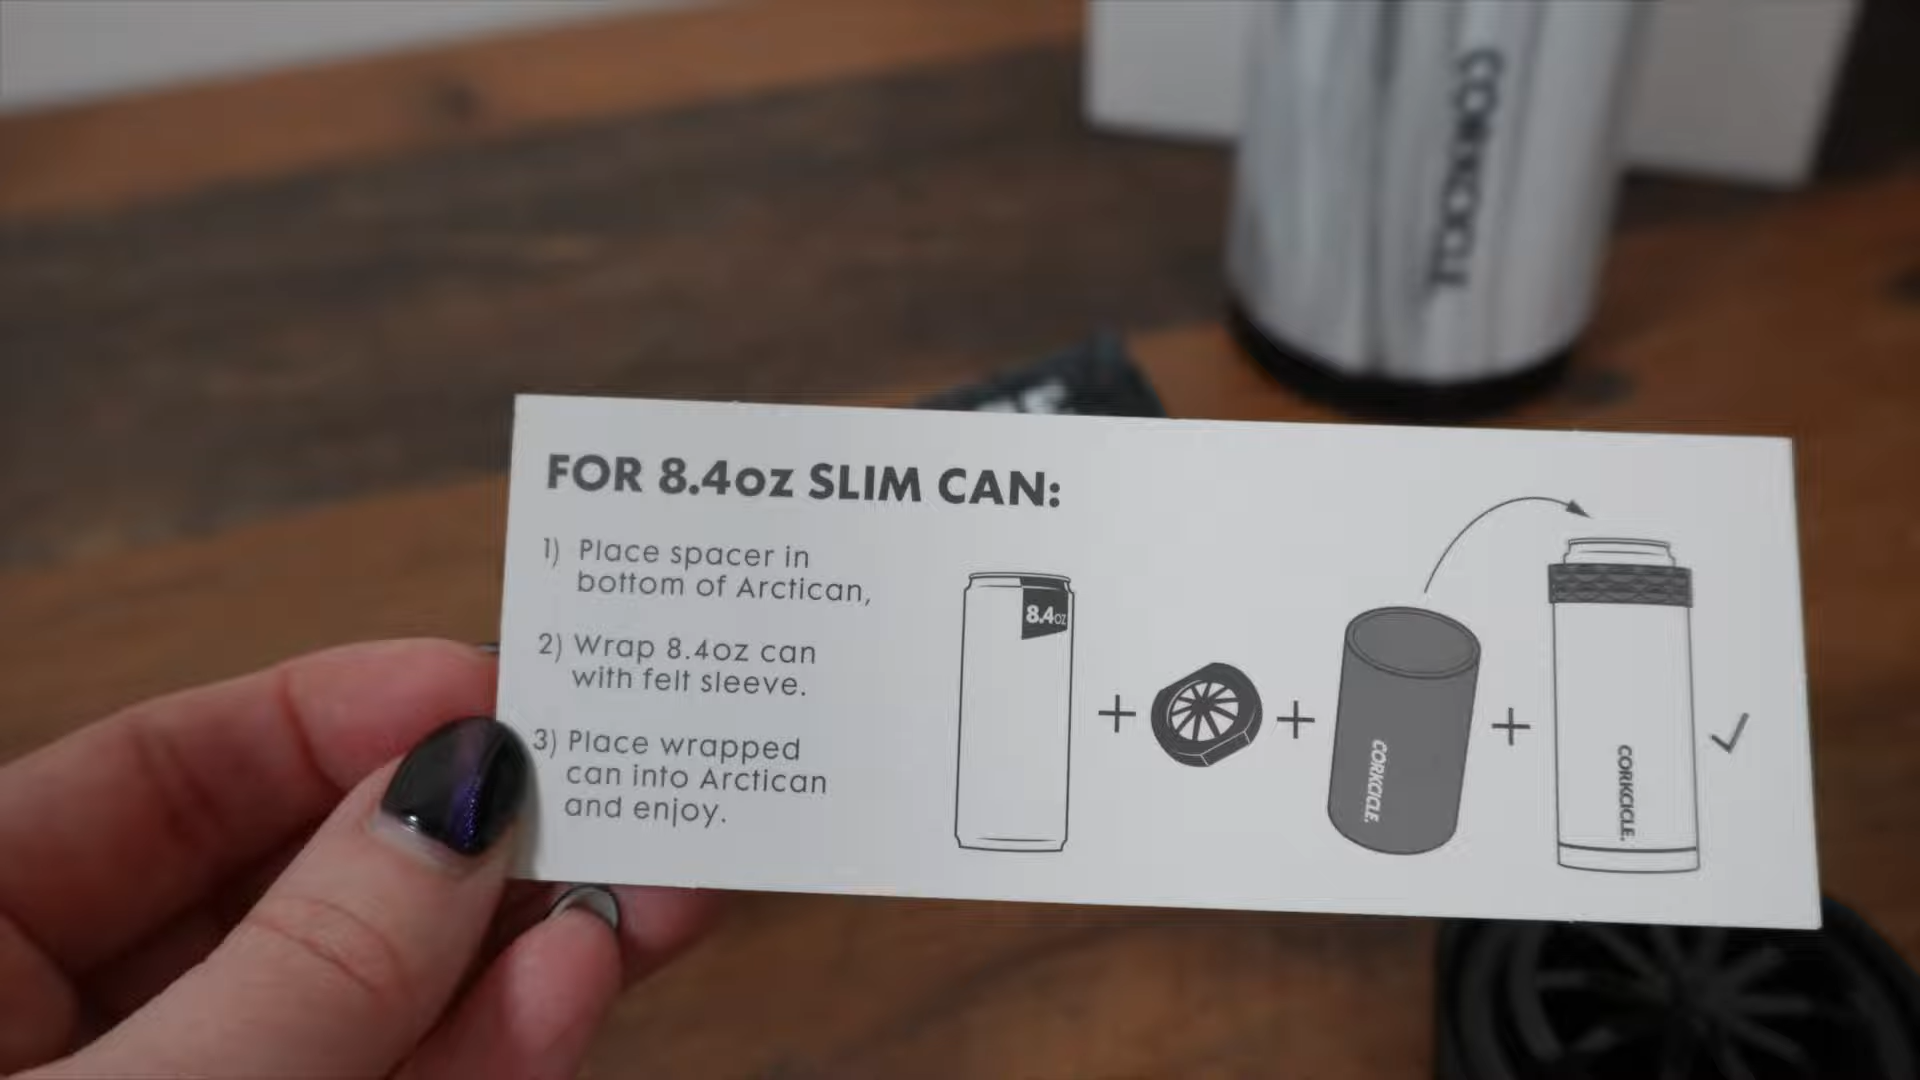 CORKCICLE
FOR 8.4oz SLIM CAN:
1) Place spacer in
bottom of Arctican,
2) Wrap 8.4oz can
with felt sleeve.
3) Place wrapped
can into Arctican
and enjoy.
8.4oz
CORKCICLE.
CORKCICLE.